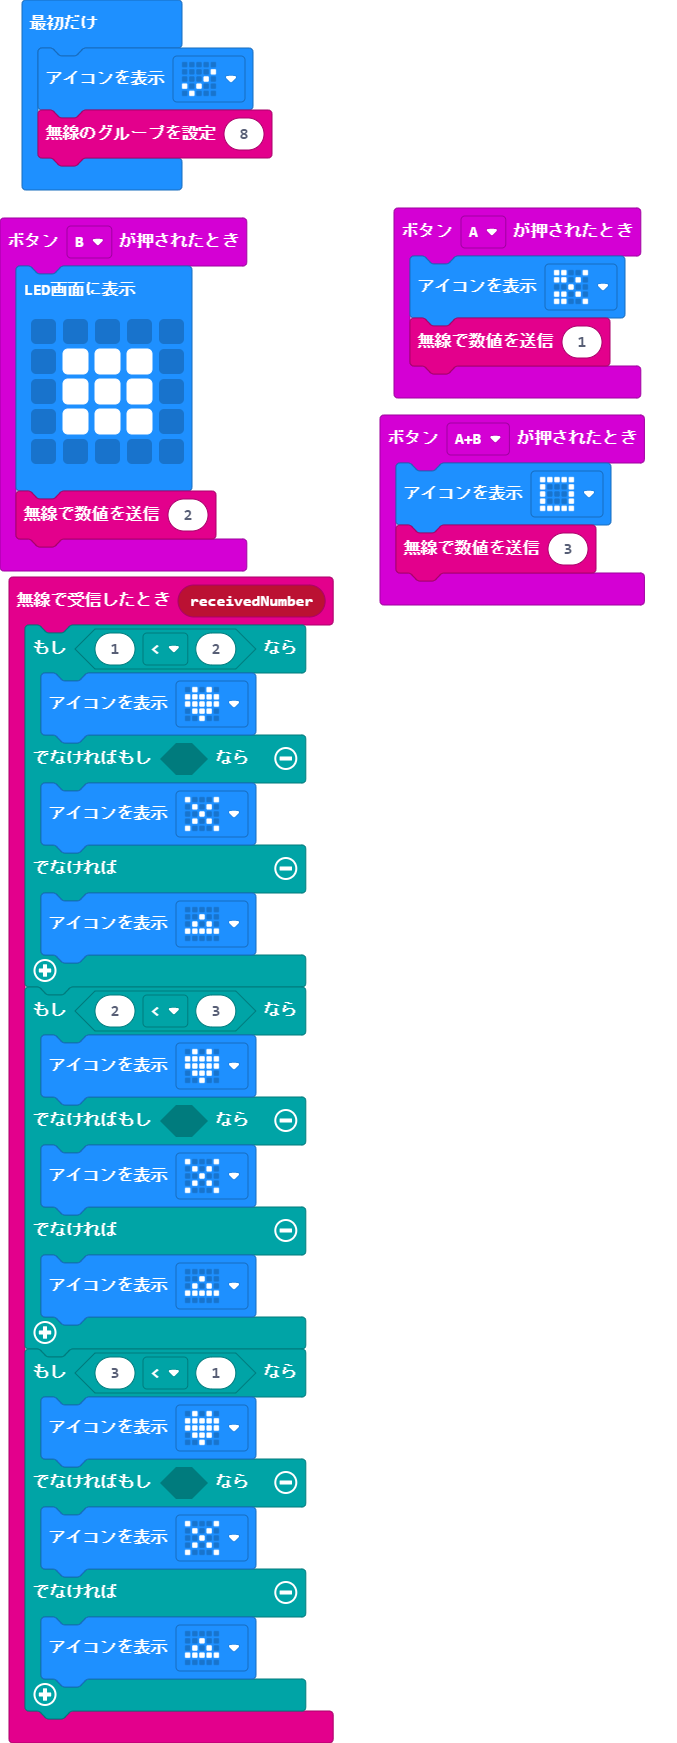 最初だけ
アイコンを表示
無線のグループを設定 8
ボタン B が押されたとき
LED画面に表示
無線で数値を送信 2
ボタン A が押されたとき
アイコンを表示
無線で数値を送信 1
ボタン A+B が押されたとき
アイコンを表示
無線で数値を送信 3
無線で受信したとき receivedNumber
もし 1 < 2 なら
アイコンを表示
でなければもし なら
アイコンを表示
でなければ
アイコンを表示
もし 2 < 3 なら
アイコンを表示
でなければもし なら
アイコンを表示
でなければ
アイコンを表示
もし 3 < 1 なら
アイコンを表示
でなければもし なら
アイコンを表示
でなければ
アイコンを表示